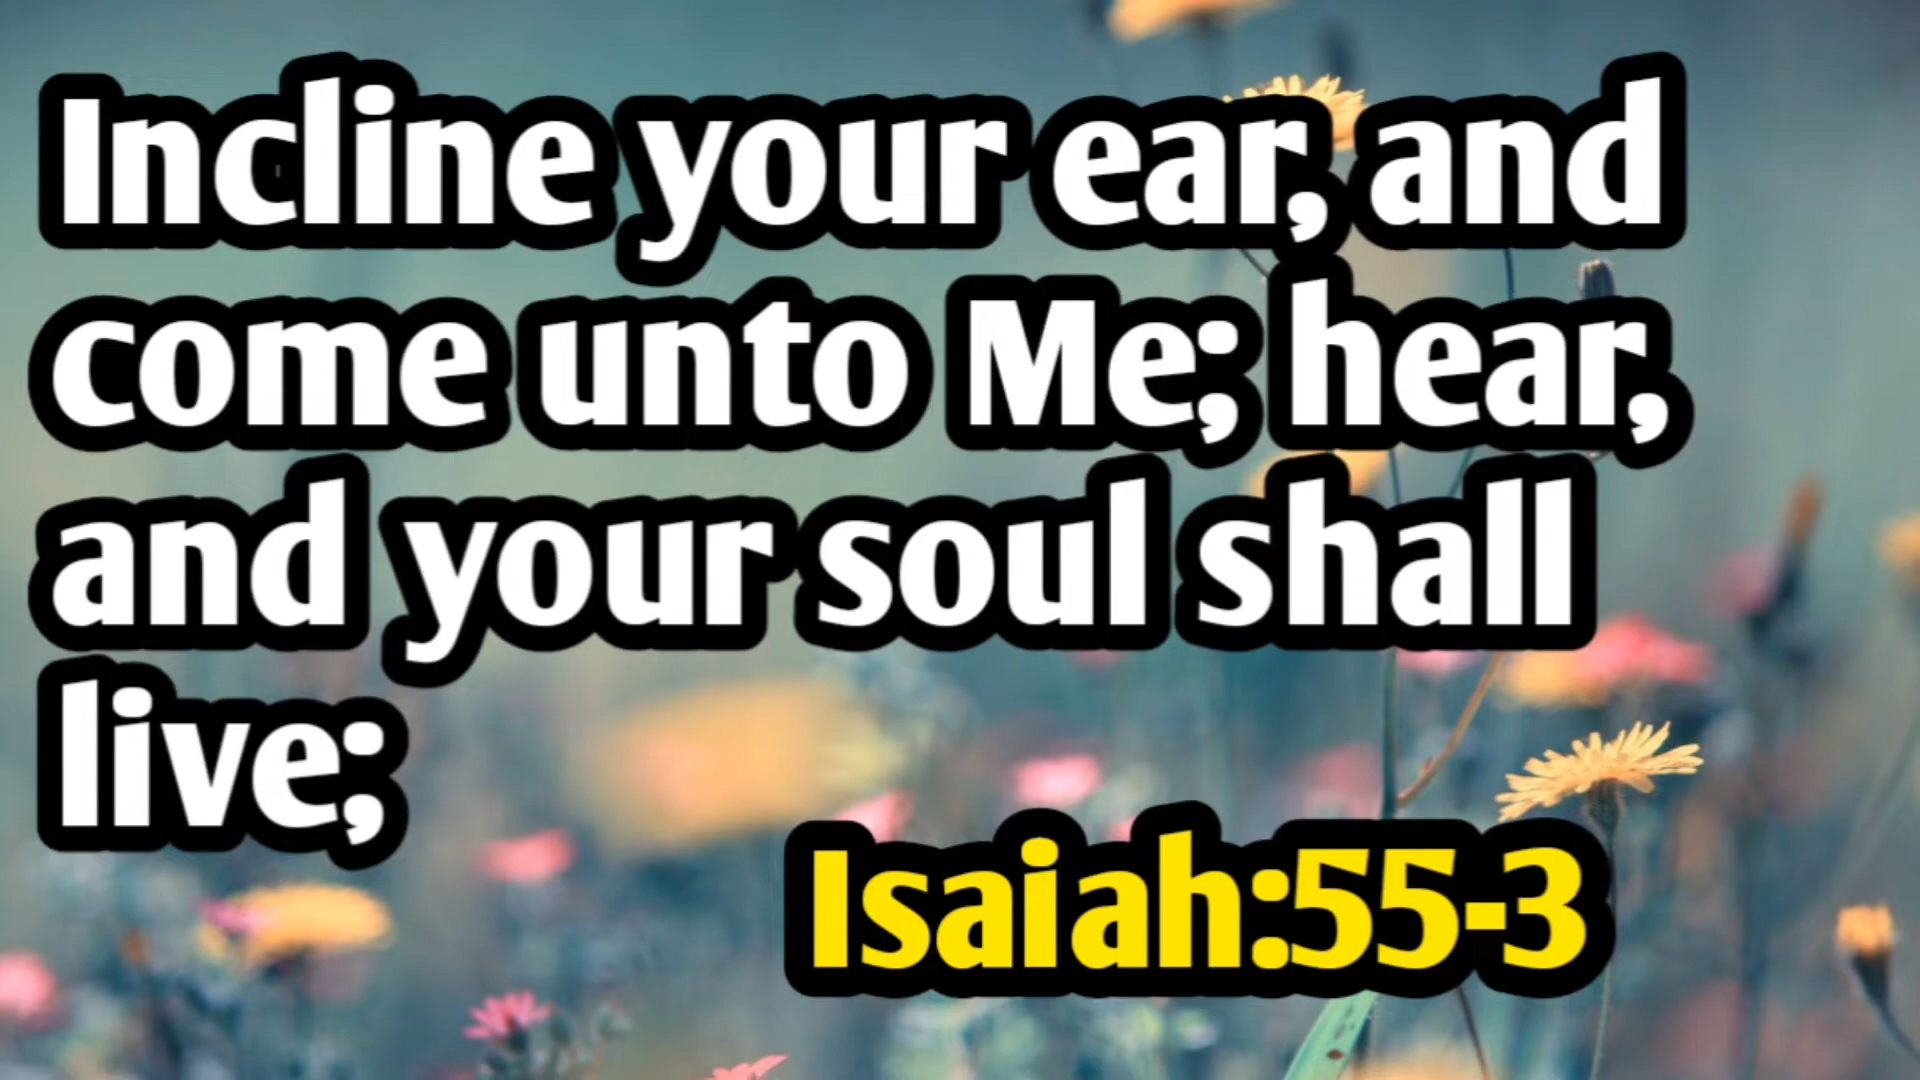 Incline your ear, and
come unto Me; hear,
and your soul shall
live;
Isaiah:55-3